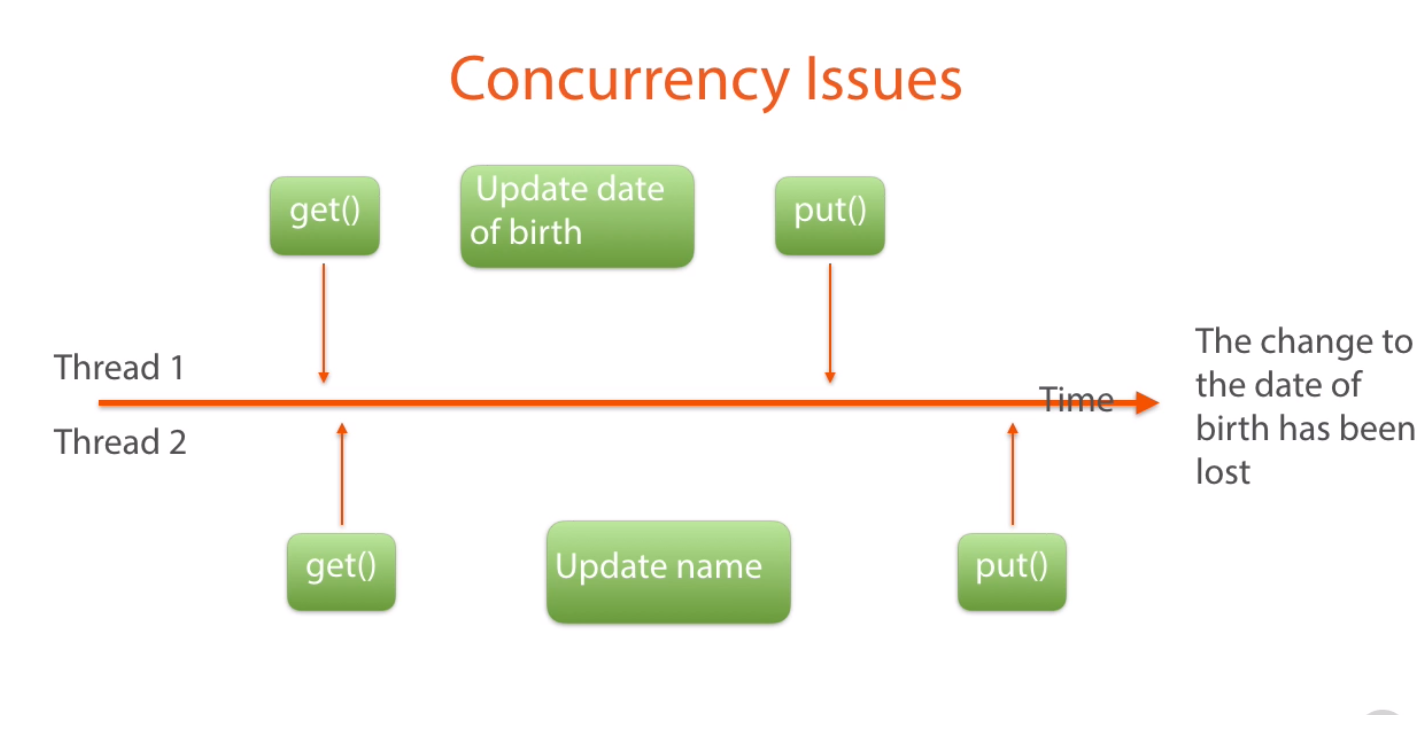 Concurrency Issues
get()
Update date
of birth
put()
Thread 1
Time
The change to
the date of
birth has been
lost
Thread 2
get()
Update name
put()